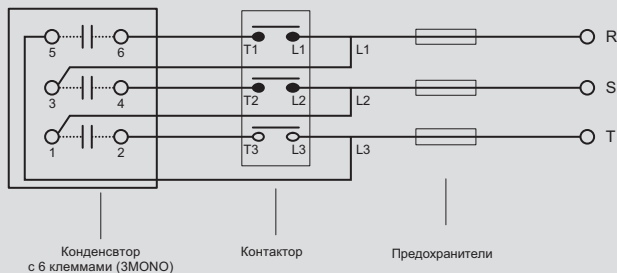 5 6 T1 L1 L1 R
3 4 T2 L2 L2 S
1 2 T3 L3 L3 T
Конденсвтор
с 6 клеммами (3MONO)
Контактор
Предохранители